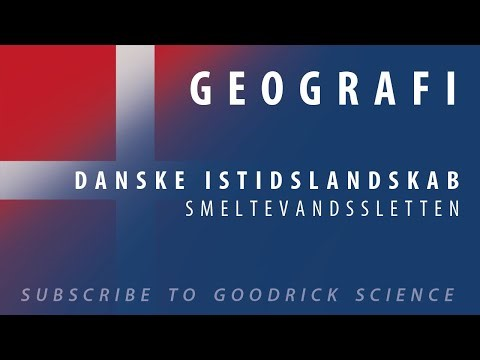 GEOGRAFI
DANSKE ISTIDSLANDSKAB
SMELTEVANDSSLETTEN
SUBSCRIBE TO GOODRICK SCIENCE